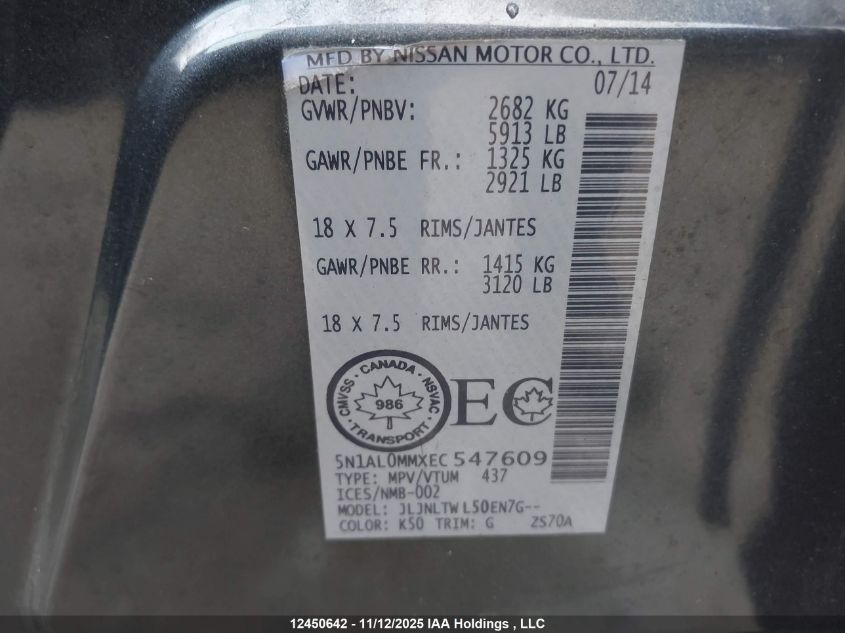 MFD BY NISSAN MOTOR CO., LTD.
DATE: 07/14
GVWR/PNBV: 2682 KG
5913 LB
GAWR/PNBE FR.: 1325 KG
2921 LB
18 X 7.5 RIMS/JANTES
GAWR/PNBE RR.: 1415 KG
3120 LB
18 X 7.5 RIMS/JANTES
CANADA
CMVSS NSVAC
986
TRANSPORT
EC
5N1AL0MMXEC547609
TYPE: MPV/VTUM 437
ICES/NMB-002
MODEL: JLJNLTW L50EN7G--
COLOR: K50 TRIM: G ZS70A
12450642 - 11/12/2025 IAA Holdings , LLC